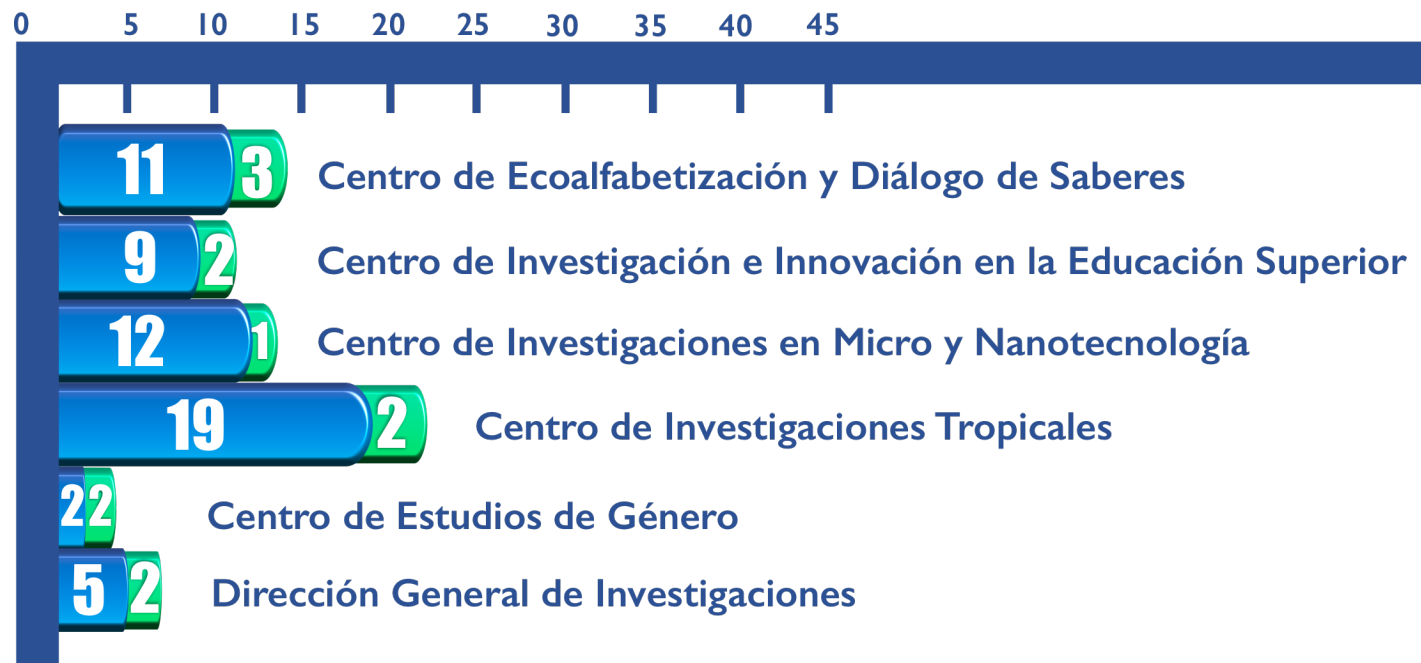 0 5 10 15 20 25 30 35 40 45
11 3 Centro de Ecoalfabetización y Diálogo de Saberes
9 2 Centro de Investigación e Innovación en la Educación Superior
12 1 Centro de Investigaciones en Micro y Nanotecnología
19 2 Centro de Investigaciones Tropicales
2 2 Centro de Estudios de Género
5 2 Dirección General de Investigaciones